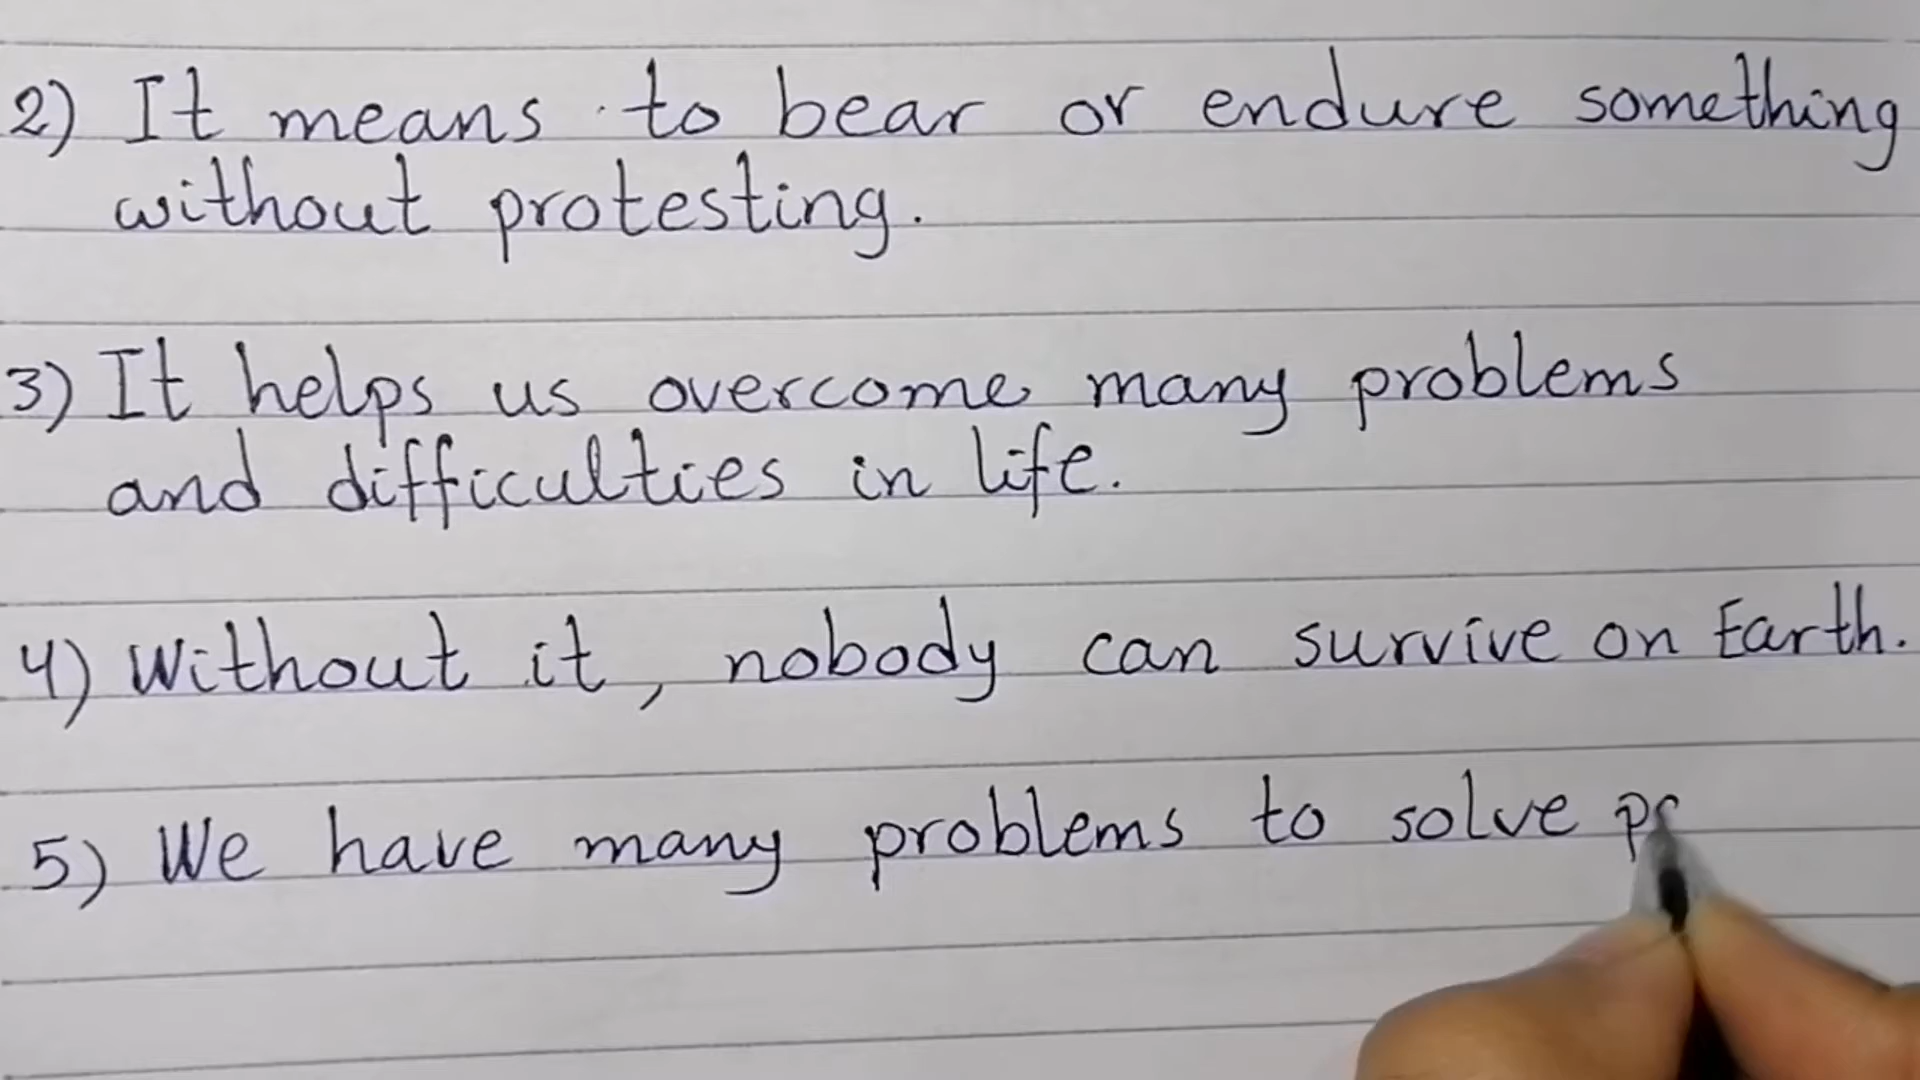 2) It means to bear or endure something
without protesting.
3) It helps us overcome many problems
and difficulties in life.
4) Without it, nobody can survive on Earth.
5) We have many problems to solve